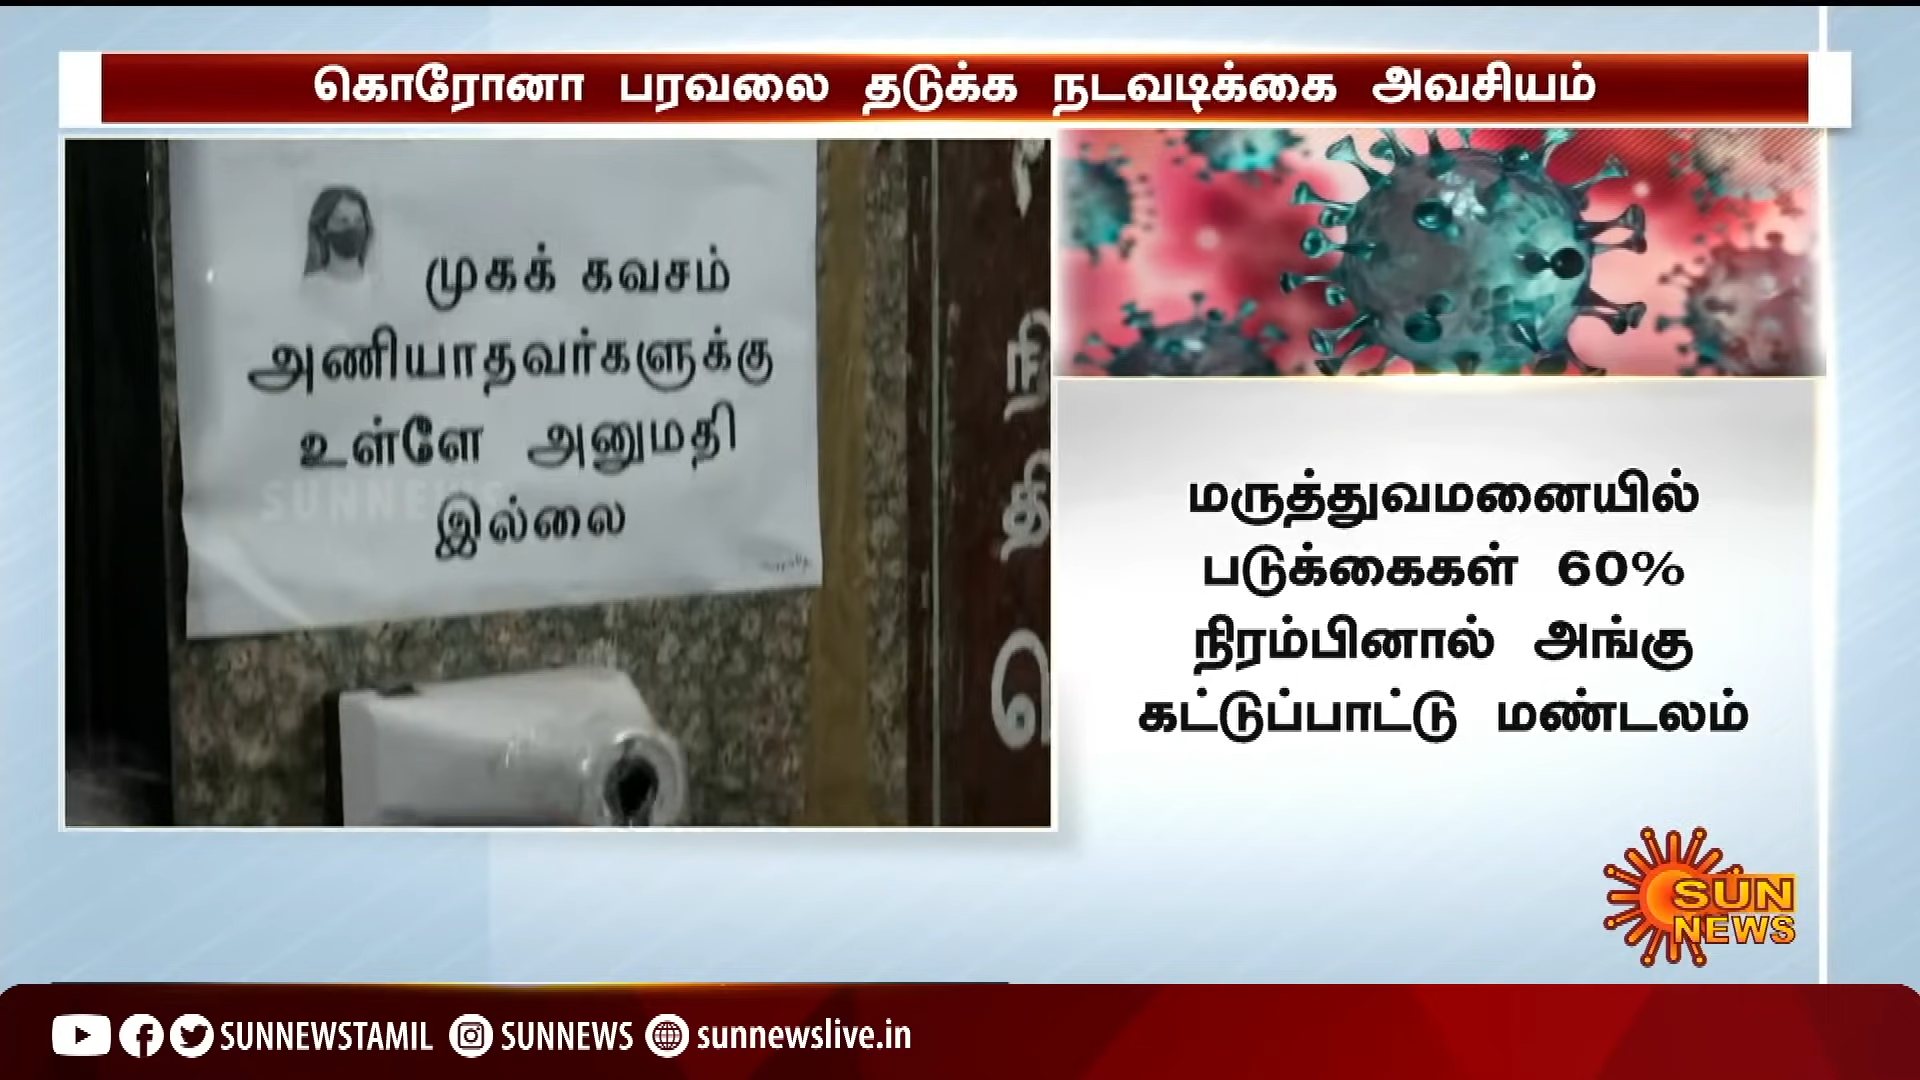 கொரோனா பரவலை தடுக்க நடவடிக்கை அவசியம்
முகக் கவசம்
அணியாதவர்களுக்கு
உள்ளே அனுமதி
இல்லை
SUNNEWS
நி
தி
மருத்துவமனையில்
படுக்கைகள் 60%
நிரம்பினால் அங்கு
கட்டுப்பாட்டு மண்டலம்
SUN
NEWS
SUNNEWSTAMIL SUNNEWS sunnewslive.in